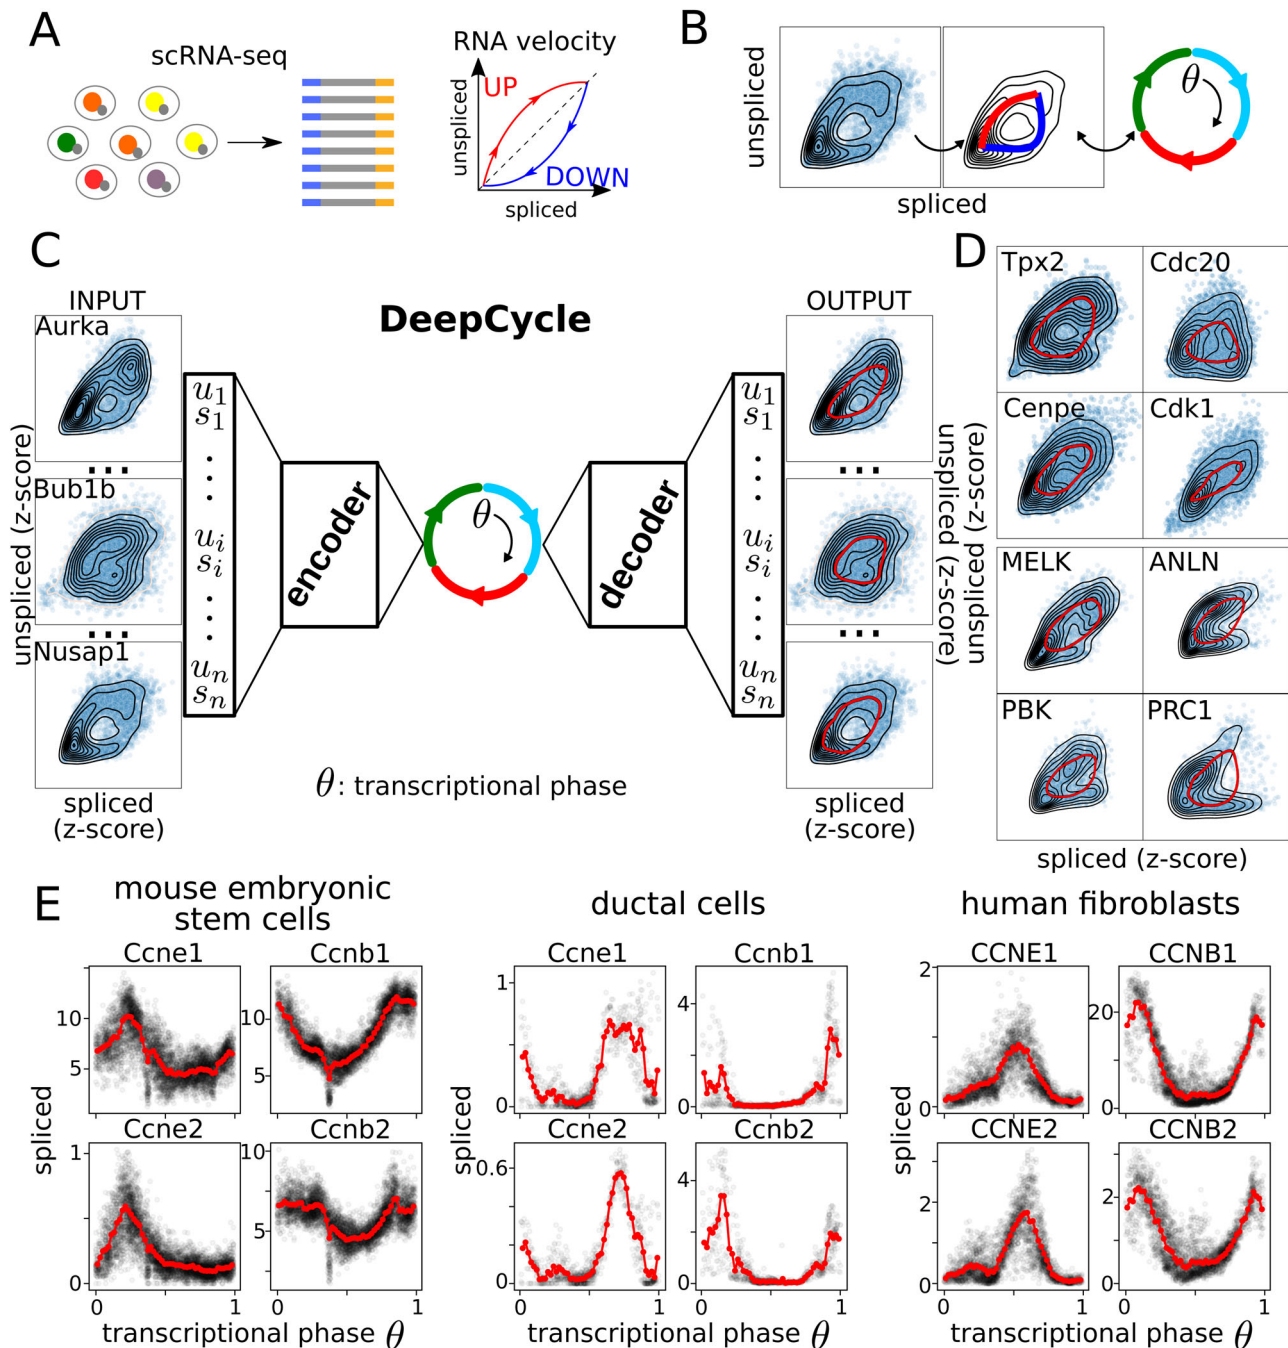 A
scRNA-seq
RNA velocity
unspliced
UP
DOWN
spliced
B
unspliced
spliced
θ
C
INPUT
Aurka
...
Bub1b
...
Nusap1
unspliced (z-score)
spliced
(z-score)
u1
s1
ui
si
un
sn
DeepCycle
encoder
θ
decoder
θ: transcriptional phase
u1
s1
ui
si
un
sn
OUTPUT
...
...
unspliced (z-score)
spliced
(z-score)
D
Tpx2
Cdc20
Cenpe
Cdk1
MELK
ANLN
PBK
PRC1
unspliced (z-score)
spliced (z-score)
E
mouse embryonic
stem cells
Ccne1
10
5
Ccnb1
10
5
Ccne2
1
0
0
1
Ccnb2
10
5
0
1
spliced
transcriptional phase θ
ductal cells
Ccne1
1
0
Ccnb1
4
0
Ccne2
0.6
0
0
1
Ccnb2
4
0
0
1
spliced
transcriptional phase θ
human fibroblasts
CCNE1
2
1
0
CCNB1
20
0
CCNE2
2
0
0
1
CCNB2
2
0
0
1
spliced
transcriptional phase θ